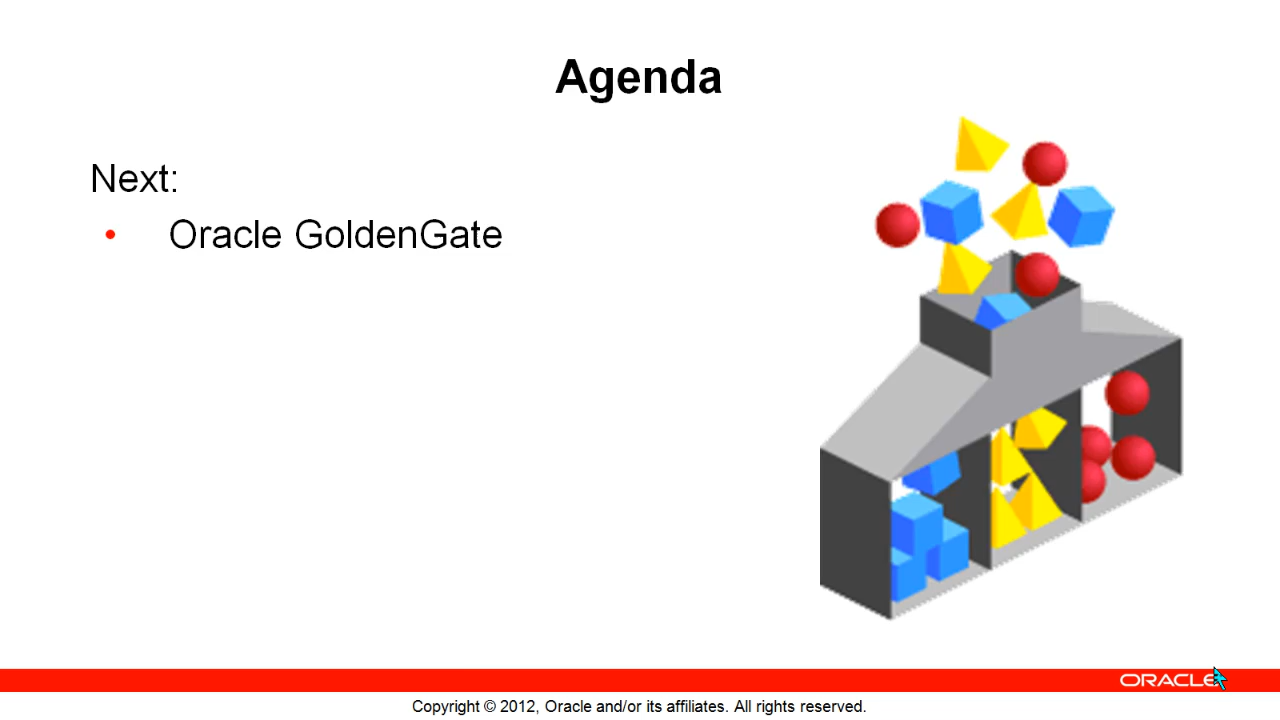 Agenda
Next:
• Oracle GoldenGate
ORACLE
Copyright © 2012, Oracle and/or its affiliates. All rights reserved.